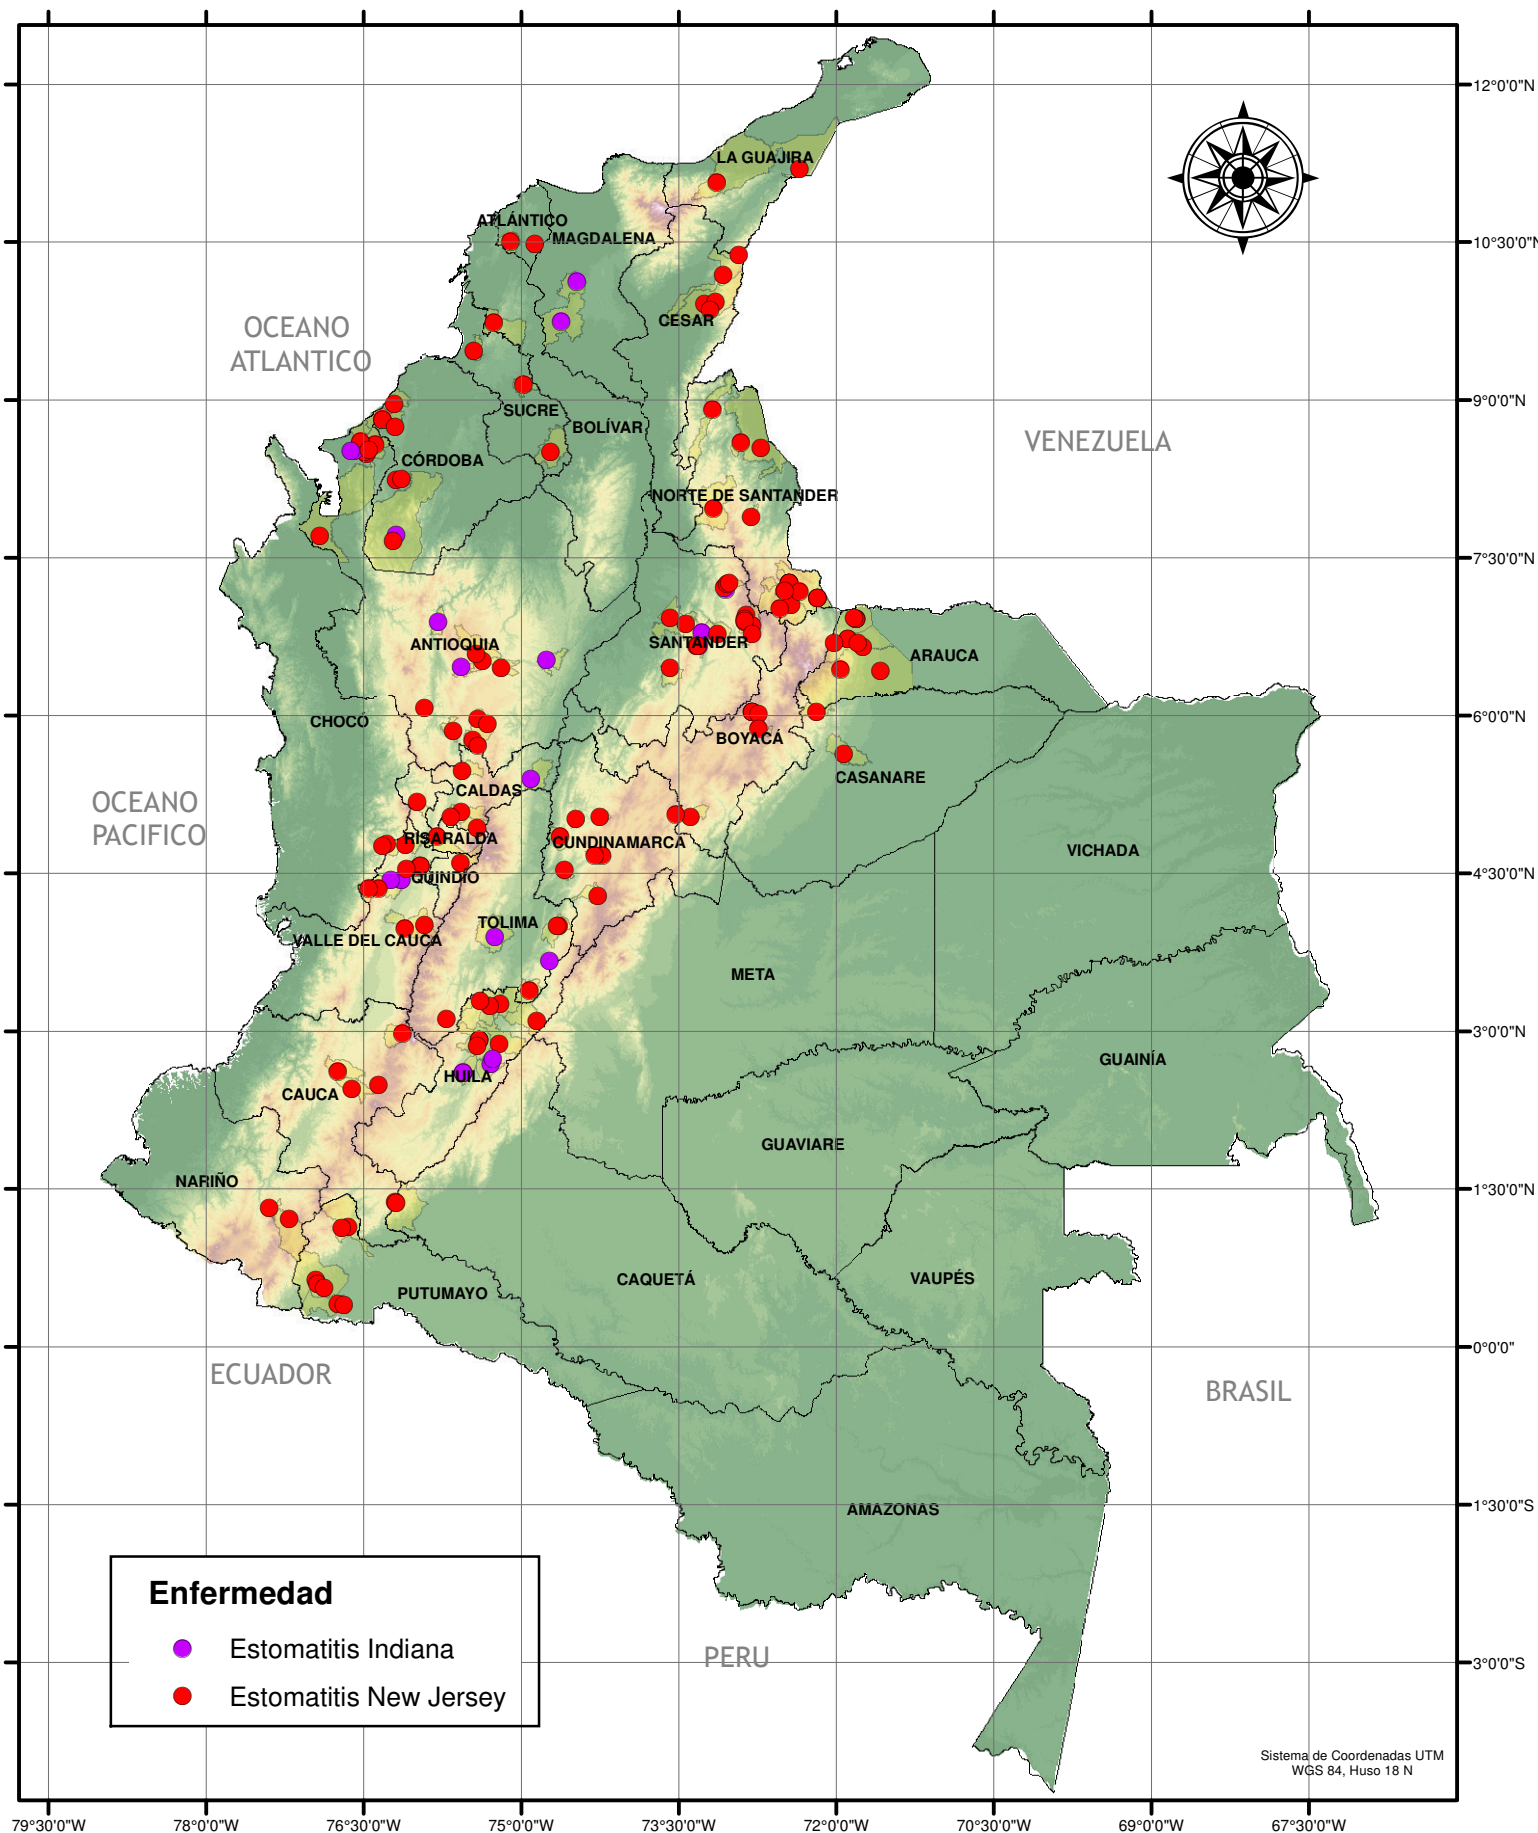 12°0'0"N
LA GUAJIRA
ATLÁNTICO
MAGDALENA
10°30'0"N
CESAR
OCEANO
ATLANTICO
9°0'0"N
SUCRE
BOLÍVAR
VENEZUELA
CÓRDOBA
NORTE DE SANTANDER
7°30'0"N
ANTIOQUIA
SANTANDER
ARAUCA
CHOCÓ
6°0'0"N
BOYACÁ
CASANARE
CALDAS
OCEANO
PACIFICO
RISARALDA
CUNDINAMARCA
VICHADA
QUINDÍO
4°30'0"N
TOLIMA
VALLE DEL CAUCA
META
3°0'0"N
GUAINÍA
HUILA
CAUCA
GUAVIARE
NARIÑO
1°30'0"N
CAQUETÁ
VAUPÉS
PUTUMAYO
0°0'0"
ECUADOR
BRASIL
1°30'0"S
AMAZONAS
Enfermedad
Estomatitis Indiana
Estomatitis New Jersey
PERU
3°0'0"S
Sistema de Coordenadas UTM
WGS 84, Huso 18 N
79°30'0"W 78°0'0"W 76°30'0"W 75°0'0"W 73°30'0"W 72°0'0"W 70°30'0"W 69°0'0"W 67°30'0"W